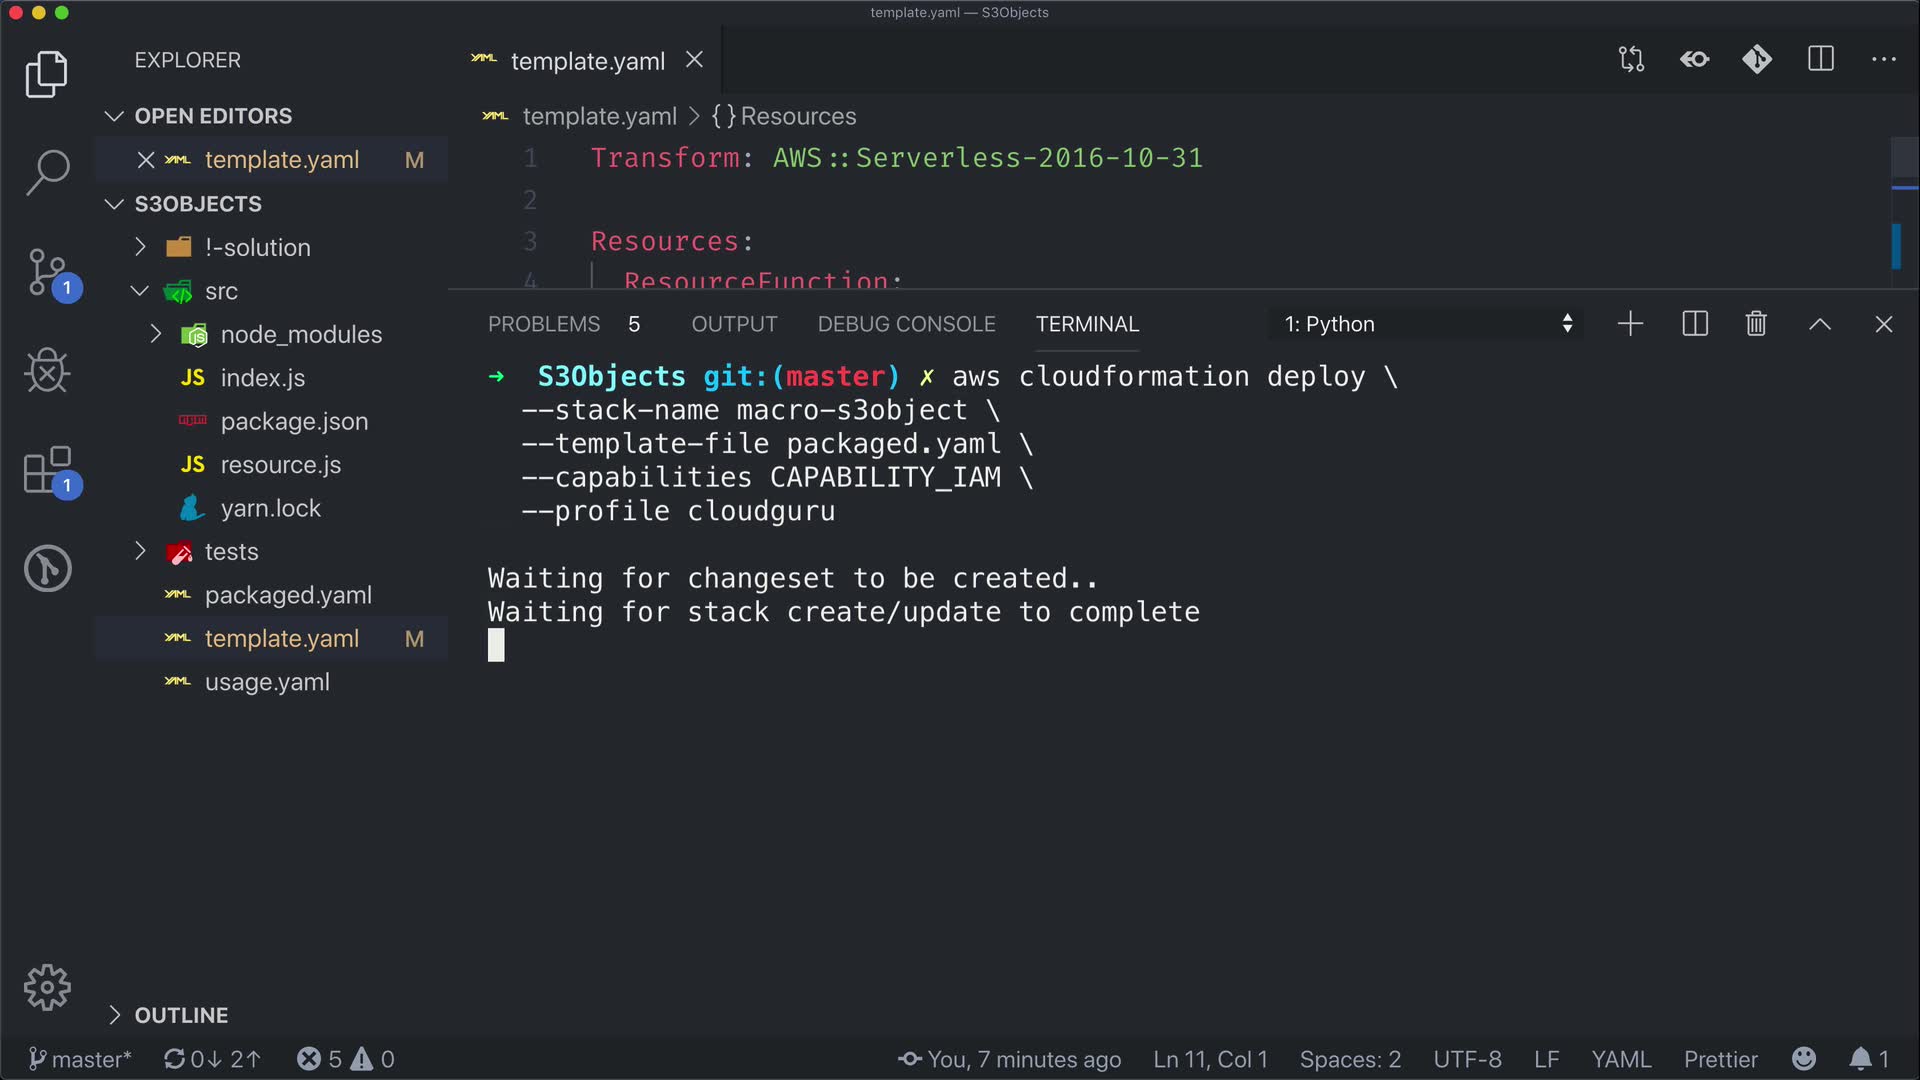 template.yaml — S3Objects
EXPLORER
OPEN EDITORS
template.yaml M
S3OBJECTS
!-solution
src
node_modules
JS index.js
package.json
JS resource.js
yarn.lock
tests
packaged.yaml
template.yaml M
usage.yaml
OUTLINE
1
1
template.yaml
template.yaml > {} Resources
1 Transform: AWS::Serverless-2016-10-31
2
3 Resources:
4 ResourceFunction:
PROBLEMS 5 OUTPUT DEBUG CONSOLE TERMINAL 1: Python
➜ S3Objects git:(master) ✗ aws cloudformation deploy \
--stack-name macro-s3object \
--template-file packaged.yaml \
--capabilities CAPABILITY_IAM \
--profile cloudguru
Waiting for changeset to be created..
Waiting for stack create/update to complete
master* 0↓ 2↑ 5 0 You, 7 minutes ago Ln 11, Col 1 Spaces: 2 UTF-8 LF YAML Prettier 1